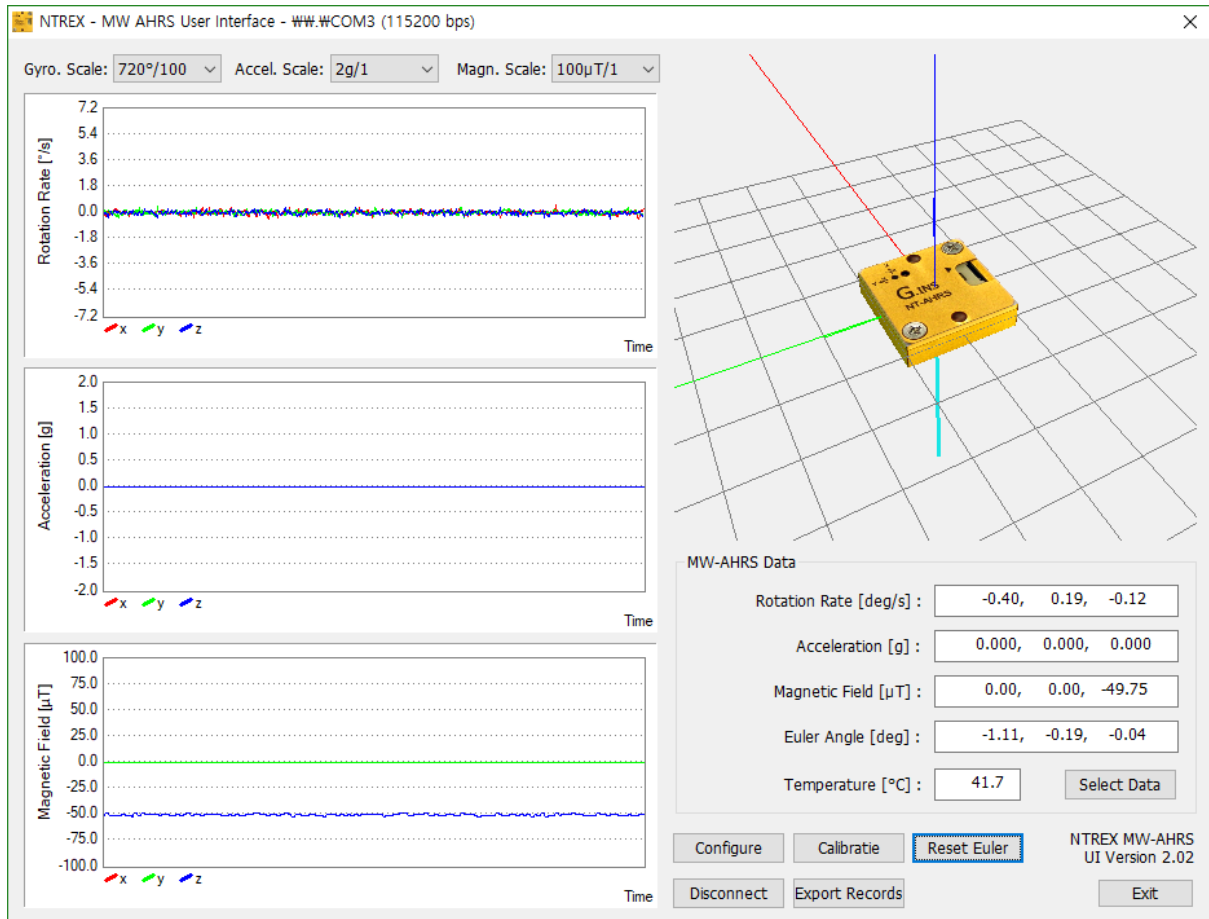 NTREX - MW AHRS User Interface - ₩₩.₩COM3 (115200 bps)
Gyro. Scale: 720°/100 Accel. Scale: 2g/1 Magn. Scale: 100µT/1
Rotation Rate [°/s]
7.2
5.4
3.6
1.8
0.0
-1.8
-3.6
-5.4
-7.2
x y z
Time
Acceleration [g]
2.0
1.5
1.0
0.5
0.0
-0.5
-1.0
-1.5
-2.0
x y z
Time
Magnetic Field [µT]
100.0
75.0
50.0
25.0
0.0
-25.0
-50.0
-75.0
-100.0
x y z
Time
G.INS
NT-AHRS
MW-AHRS Data
Rotation Rate [deg/s] : -0.40, 0.19, -0.12
Acceleration [g] : 0.000, 0.000, 0.000
Magnetic Field [µT] : 0.00, 0.00, -49.75
Euler Angle [deg] : -1.11, -0.19, -0.04
Temperature [°C] : 41.7 Select Data
Configure Calibratie Reset Euler NTREX MW-AHRS
UI Version 2.02
Disconnect Export Records Exit